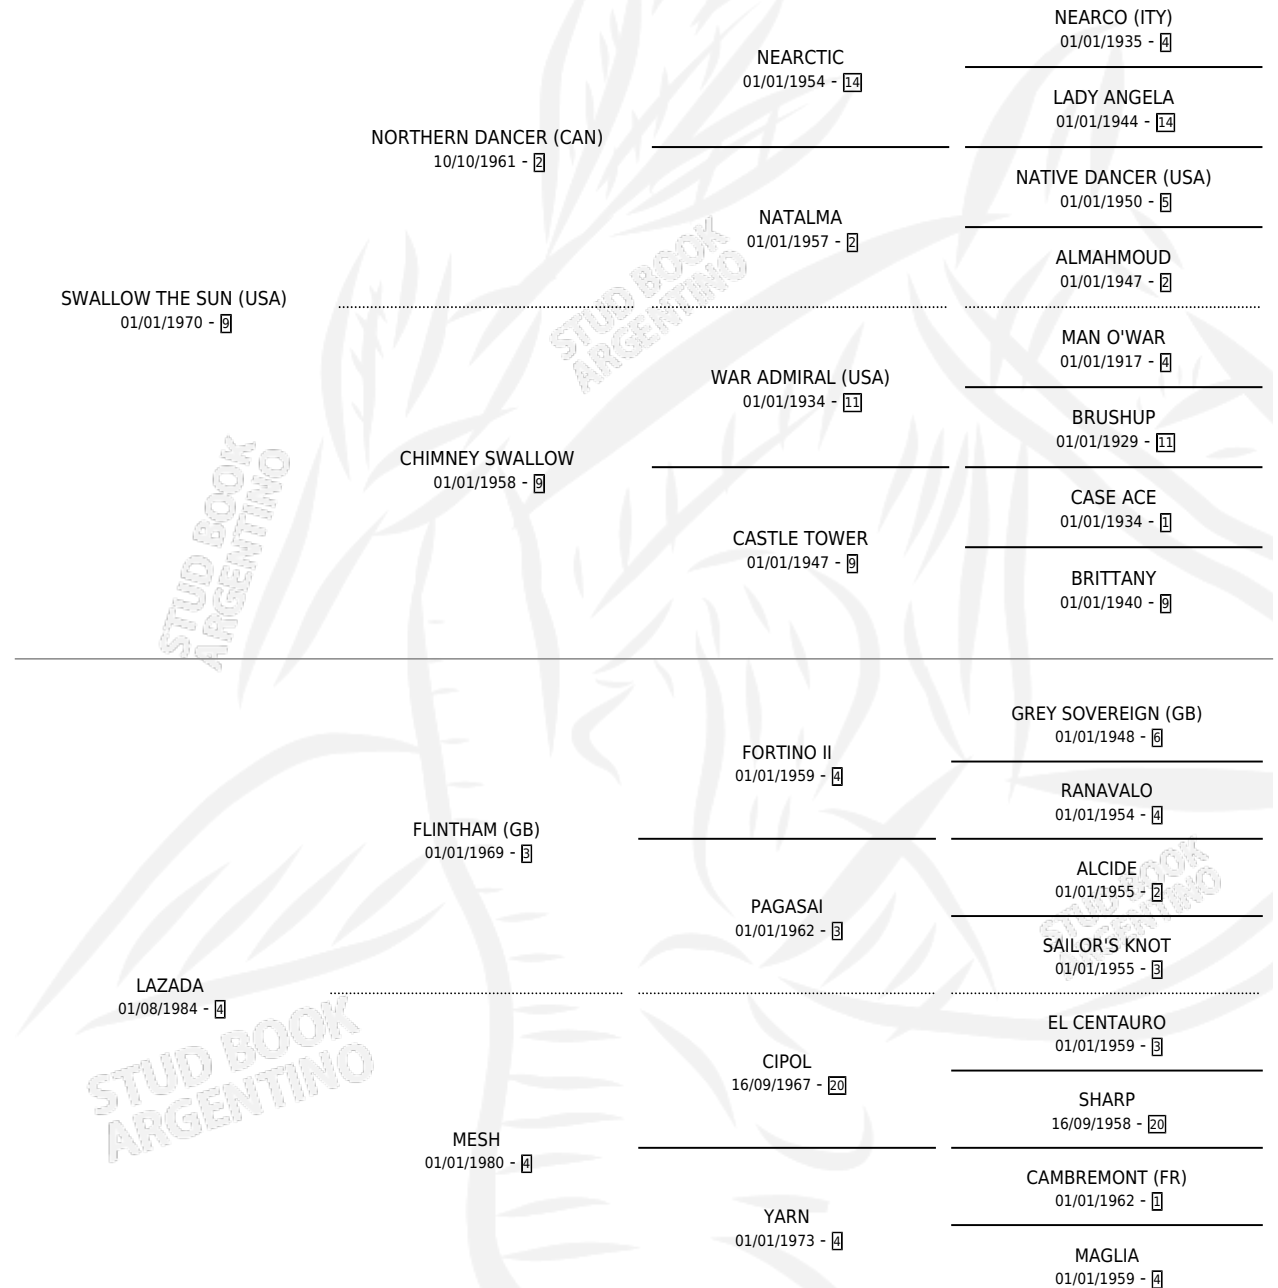 NEARCO (ITY)
01/01/1935 - 4
NEARCTIC
01/01/1954 - 14
LADY ANGELA
01/01/1944 - 14
NORTHERN DANCER (CAN)
10/10/1961 - 2
NATIVE DANCER (USA)
01/01/1950 - 5
NATALMA
01/01/1957 - 2
ALMAHMOUD
01/01/1947 - 2
SWALLOW THE SUN (USA)
01/01/1970 - 9
STUD BOOK
ARGENTINO
MAN O'WAR
01/01/1917 - 4
WAR ADMIRAL (USA)
01/01/1934 - 11
BRUSHUP
01/01/1929 - 11
CHIMNEY SWALLOW
01/01/1958 - 9
CASE ACE
01/01/1934 - 1
CASTLE TOWER
01/01/1947 - 9
BRITTANY
01/01/1940 - 9
STUD BOOK
ARGENTINO
GREY SOVEREIGN (GB)
01/01/1948 - 6
FORTINO II
01/01/1959 - 4
RANAVALO
01/01/1954 - 4
FLINTHAM (GB)
01/01/1969 - 3
ALCIDE
01/01/1955 - 2
PAGASAI
01/01/1962 - 3
SAILOR'S KNOT
01/01/1955 - 3
STUD BOOK
ARGENTINO
LAZADA
01/08/1984 - 4
EL CENTAURO
01/01/1959 - 3
CIPOL
16/09/1967 - 20
SHARP
16/09/1958 - 20
STUD BOOK
ARGENTINO
MESH
01/01/1980 - 4
CAMBREMONT (FR)
01/01/1962 - 1
YARN
01/01/1973 - 4
MAGLIA
01/01/1959 - 4